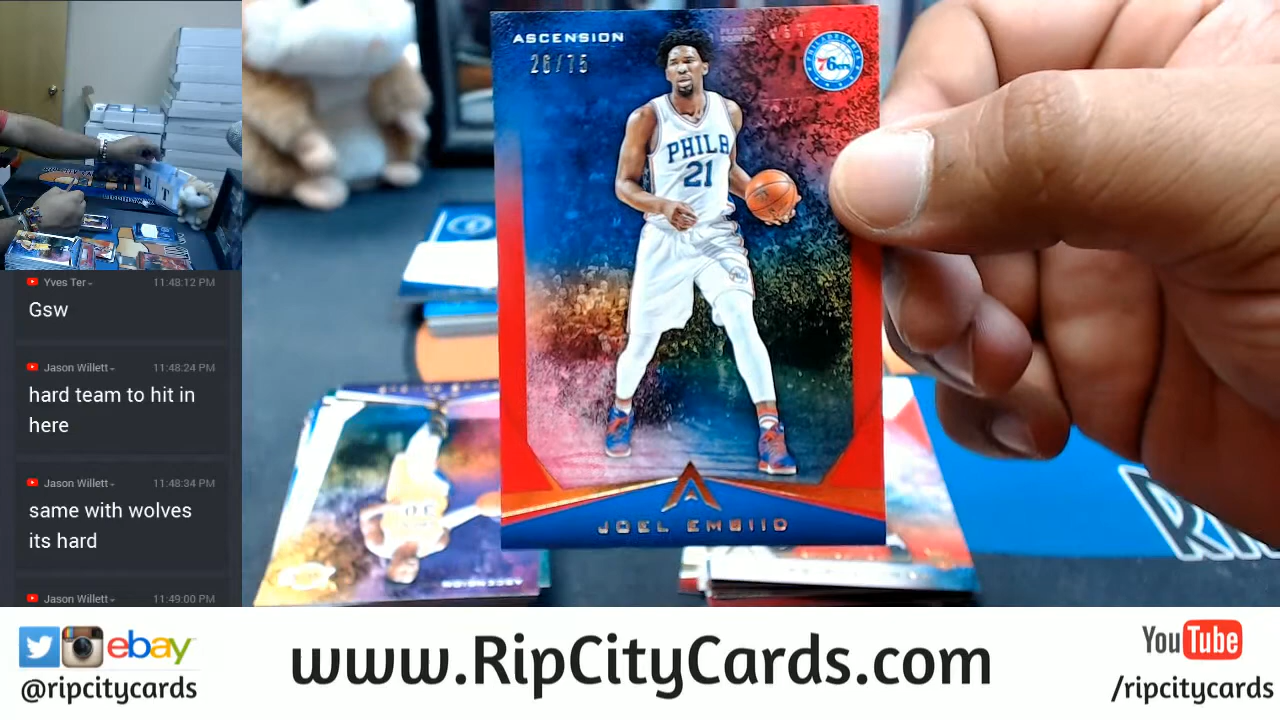 ASCENSION
26/75
PHILADELPHIA
76ers
PHILA
21
JOEL EMBIID
ASCENSION
Yves Ter
11:48:12 PM
Gsw
Jason Willett
11:48:24 PM
hard team to hit in
here
Jason Willett
11:48:34 PM
same with wolves
its hard
Jason Willett
11:49:00 PM
ebay
@ripcitycards
www.RipCityCards.com
YouTube
/ripcitycards